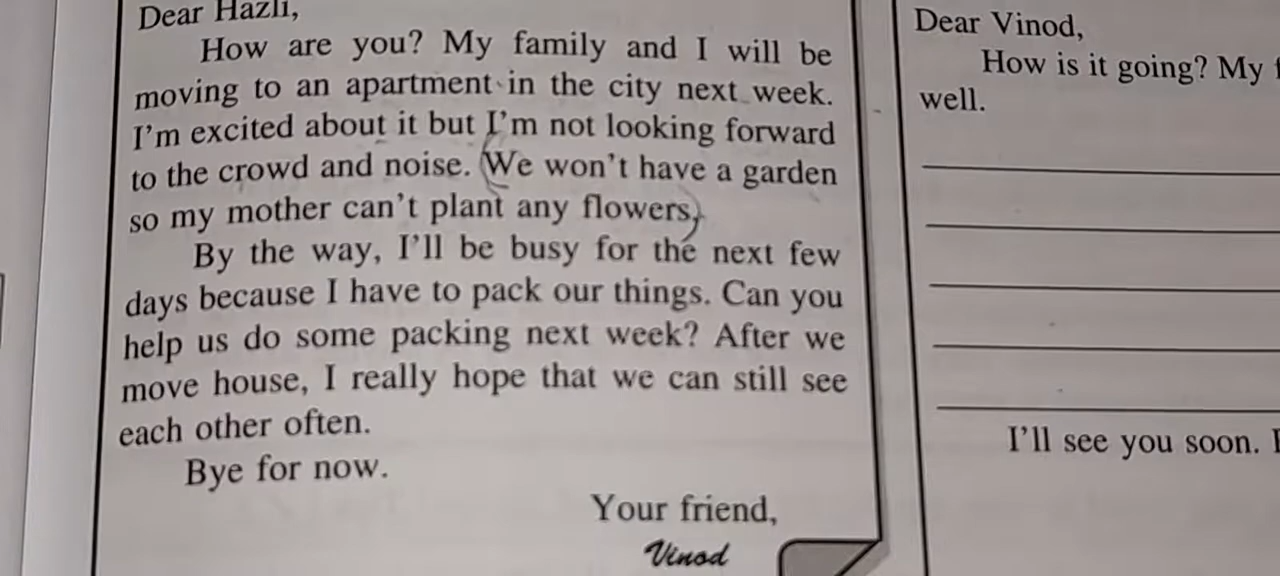 Dear Hazli,
How are you? My family and I will be
moving to an apartment in the city next week.
I'm excited about it but I'm not looking forward
to the crowd and noise. We won't have a garden
so my mother can't plant any flowers.
By the way, I'll be busy for the next few
days because I have to pack our things. Can you
help us do some packing next week? After we
move house, I really hope that we can still see
each other often.
Bye for now.
Your friend,
Vinod
Dear Vinod,
How is it going? My
well.
I'll see you soon.